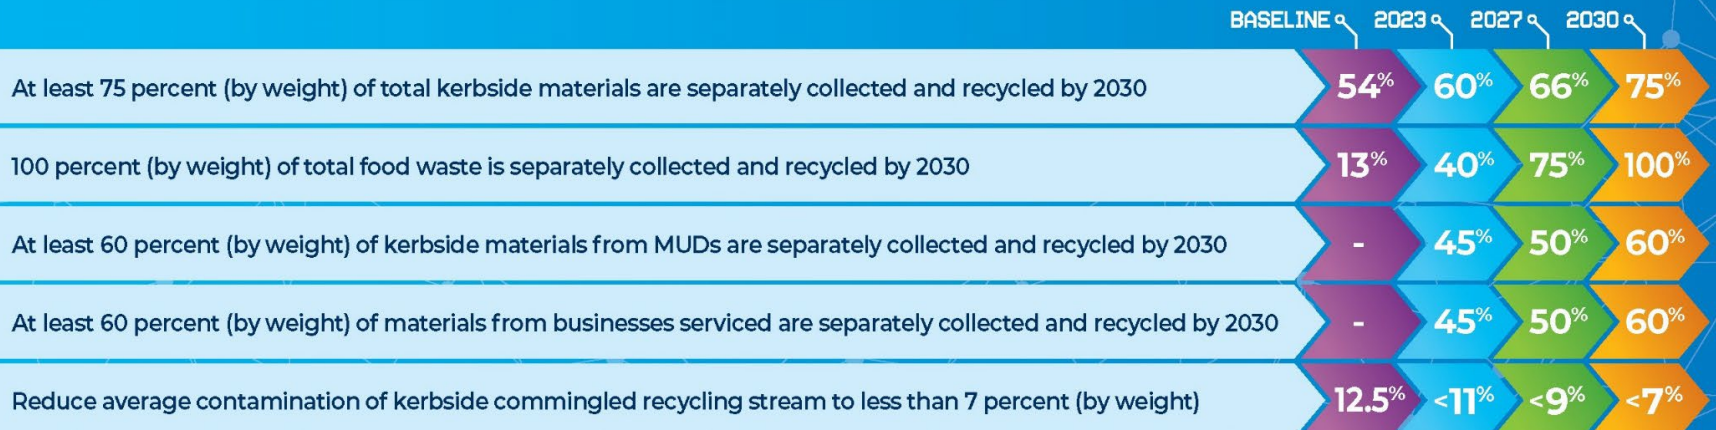 BASELINE 2023 2027 2030
At least 75 percent (by weight) of total kerbside materials are separately collected and recycled by 2030 54% 60% 66% 75%
100 percent (by weight) of total food waste is separately collected and recycled by 2030 13% 40% 75% 100%
At least 60 percent (by weight) of kerbside materials from MUDs are separately collected and recycled by 2030 - 45% 50% 60%
At least 60 percent (by weight) of materials from businesses serviced are separately collected and recycled by 2030 - 45% 50% 60%
Reduce average contamination of kerbside commingled recycling stream to less than 7 percent (by weight) 12.5% <11% <9% <7%